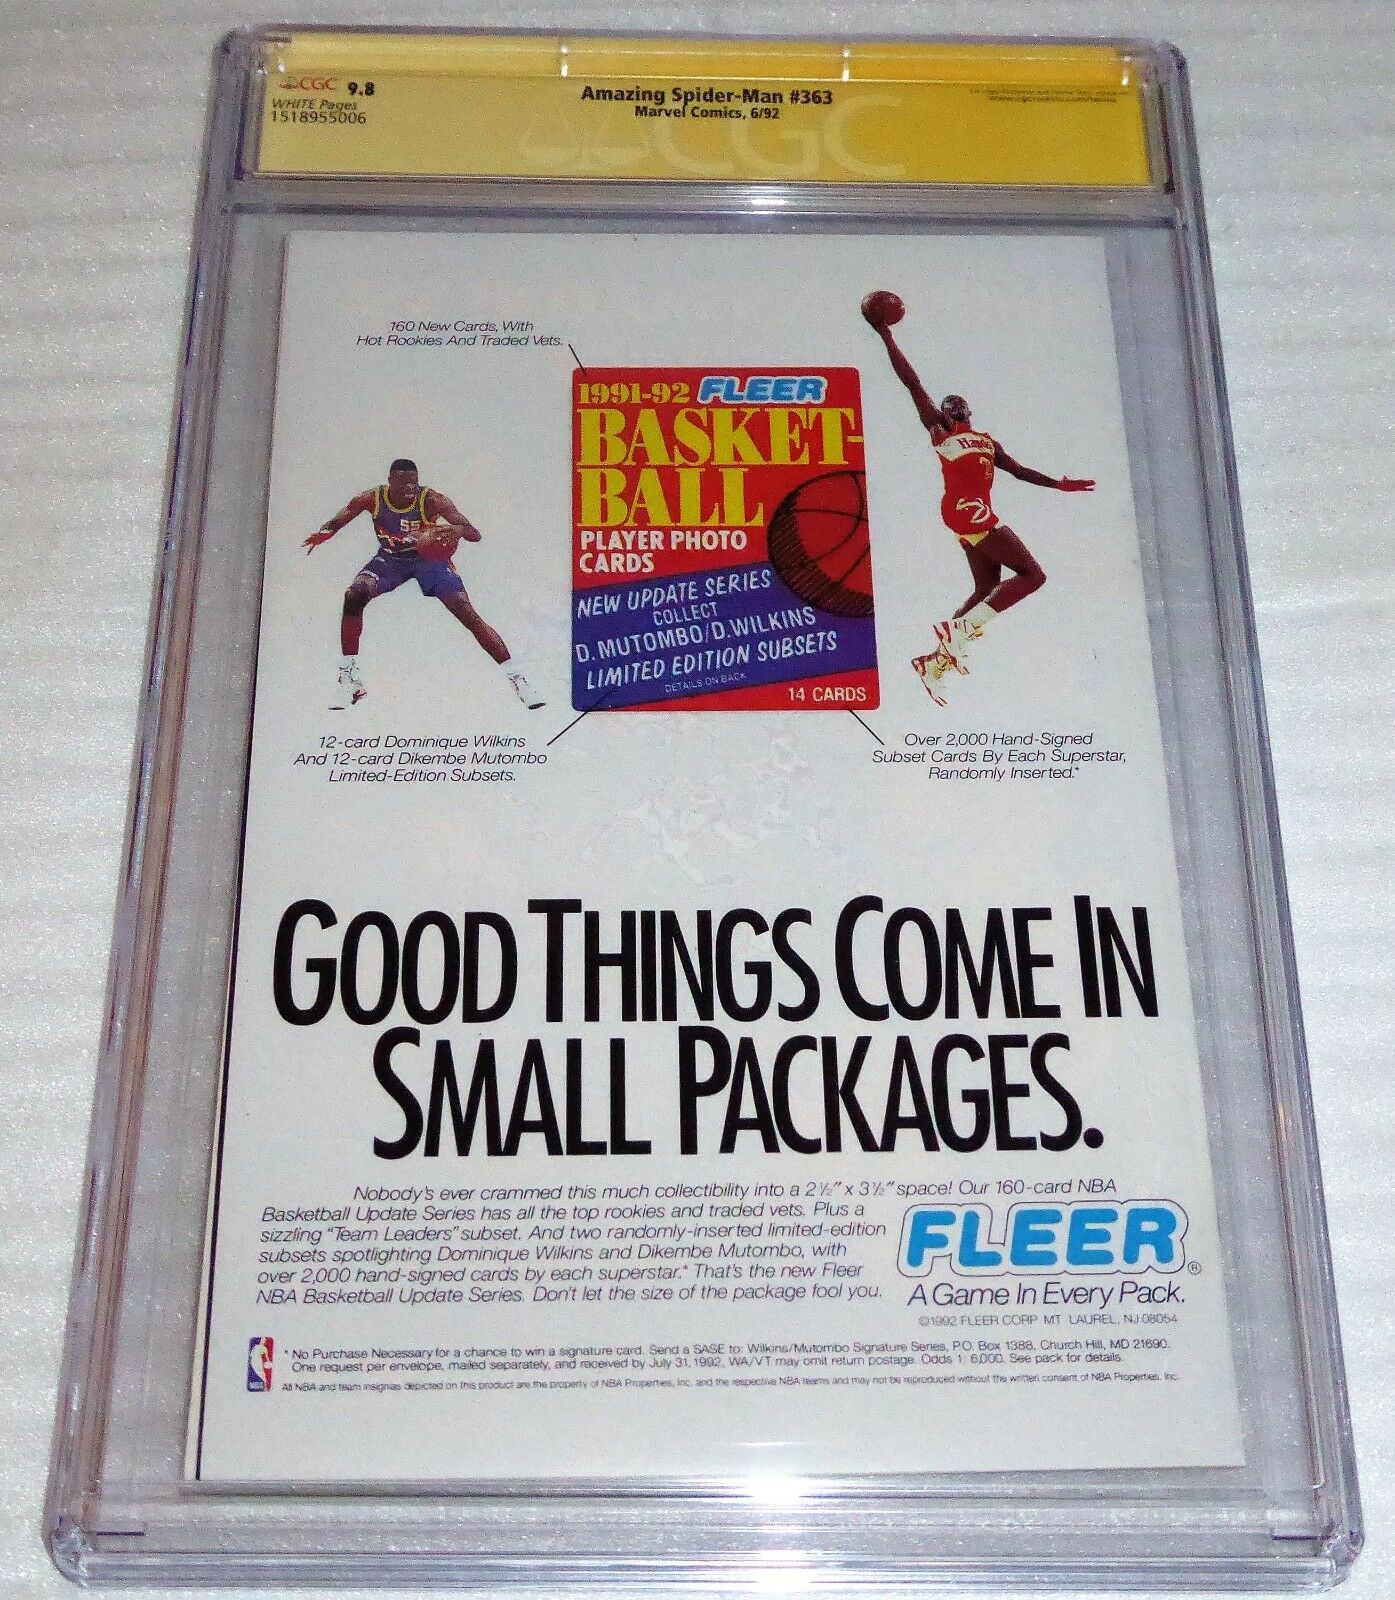 CGC 9.8
WHITE Pages
1518955006
Amazing Spider-Man #363
Marvel Comics, 6/92
CGC
160 New Cards, With
Hot Rookies And Traded Vets.
1991-92 FLEER
BASKET-
BALL
PLAYER PHOTO
CARDS
NEW UPDATE SERIES
COLLECT
D. MUTOMBO/D. WILKINS
LIMITED EDITION SUBSETS
DETAILS ON BACK
14 CARDS
55
Hawks
12-card Dominique Wilkins
And 12-card Dikembe Mutombo
Limited-Edition Subsets.
Over 2,000 Hand-Signed
Subset Cards By Each Superstar,
Randomly Inserted.*
GOOD THINGS COME IN
SMALL PACKAGES.
Nobody's ever crammed this much collectibility into a 2½" x 3½" space! Our 160-card NBA
Basketball Update Series has all the top rookies and traded vets. Plus a
sizzling "Team Leaders" subset. And two randomly-inserted limited-edition
subsets spotlighting Dominique Wilkins and Dikembe Mutombo, with
over 2,000 hand-signed cards by each superstar.* That's the new Fleer
NBA Basketball Update Series. Don't let the size of the package fool you.
FLEER®
A Game In Every Pack.
©1992 FLEER CORP MT. LAUREL, NJ 08054
* No Purchase Necessary for a chance to win a signature card. Send a SASE to: Wilkins/Mutombo Signature Series, P.O. Box 1388, Church Hill, MD 21690.
One request per envelope, mailed separately, and received by July 31, 1992. WA/VT may omit return postage. Odds 1: 6,000. See pack for details.
All NBA and team insignias depicted on this product are the property of NBA Properties, Inc. and the respective NBA teams and may not be reproduced without the written consent of NBA Properties, Inc.